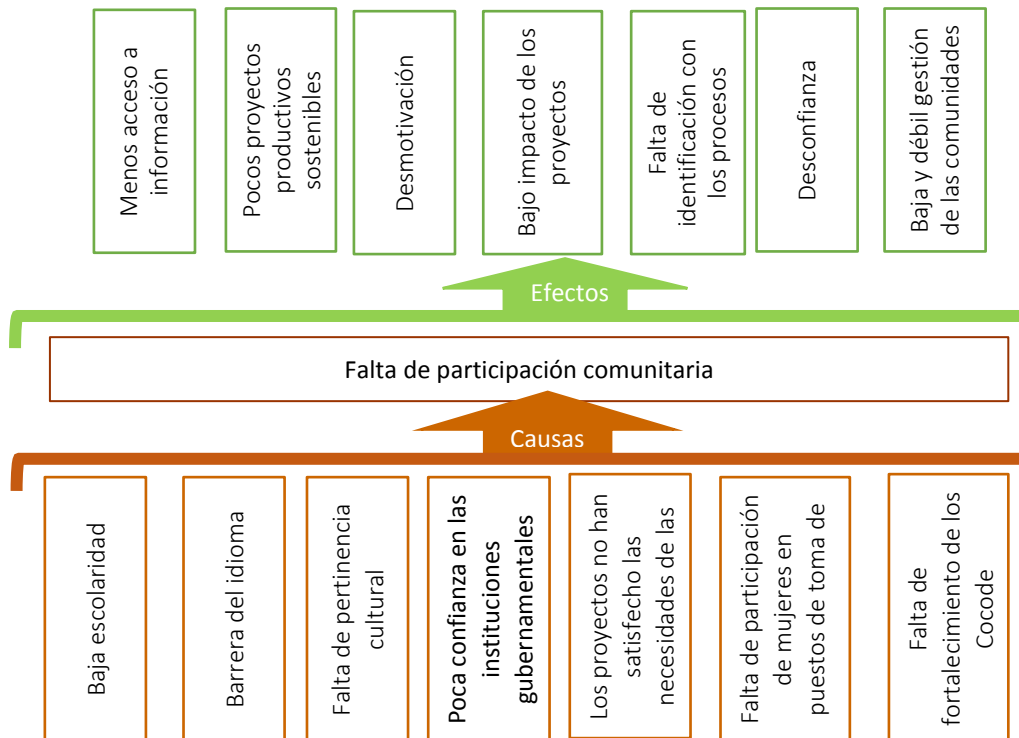 Menos acceso a
información
Pocos proyectos
productivos
sostenibles
Desmotivación
Bajo impacto de los
proyectos
Falta de
identificación con
los procesos
Desconfianza
Baja y débil gestión
de las comunidades
Efectos
Falta de participación comunitaria
Causas
Baja escolaridad
Barrera del idioma
Falta de pertinencia
cultural
Poca confianza en las
instituciones
gubernamentales
Los proyectos no han
satisfecho las
necesidades de las
Falta de participación
de mujeres en
puestos de toma de
Falta de
fortalecimiento de los
Cocode